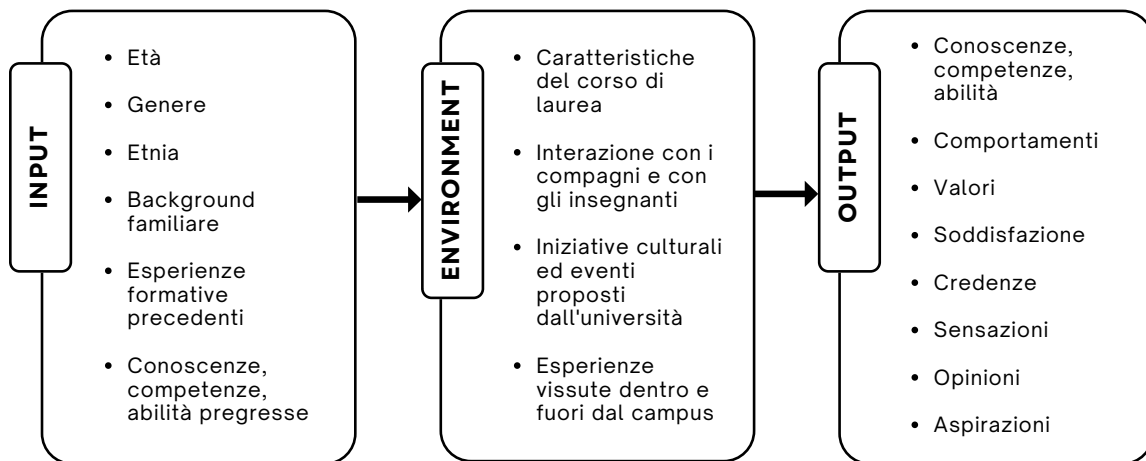 INPUT
• Età
• Genere
• Etnia
• Background
familiare
• Esperienze
formative
precedenti
• Conoscenze,
competenze,
abilità pregresse
ENVIRONMENT
• Caratteristiche
del corso di
laurea
• Interazione con i
compagni e con
gli insegnanti
• Iniziative culturali
ed eventi
proposti
dall'università
• Esperienze
vissute dentro e
fuori dal campus
OUTPUT
• Conoscenze,
competenze,
abilità
• Comportamenti
• Valori
• Soddisfazione
• Credenze
• Sensazioni
• Opinioni
• Aspirazioni